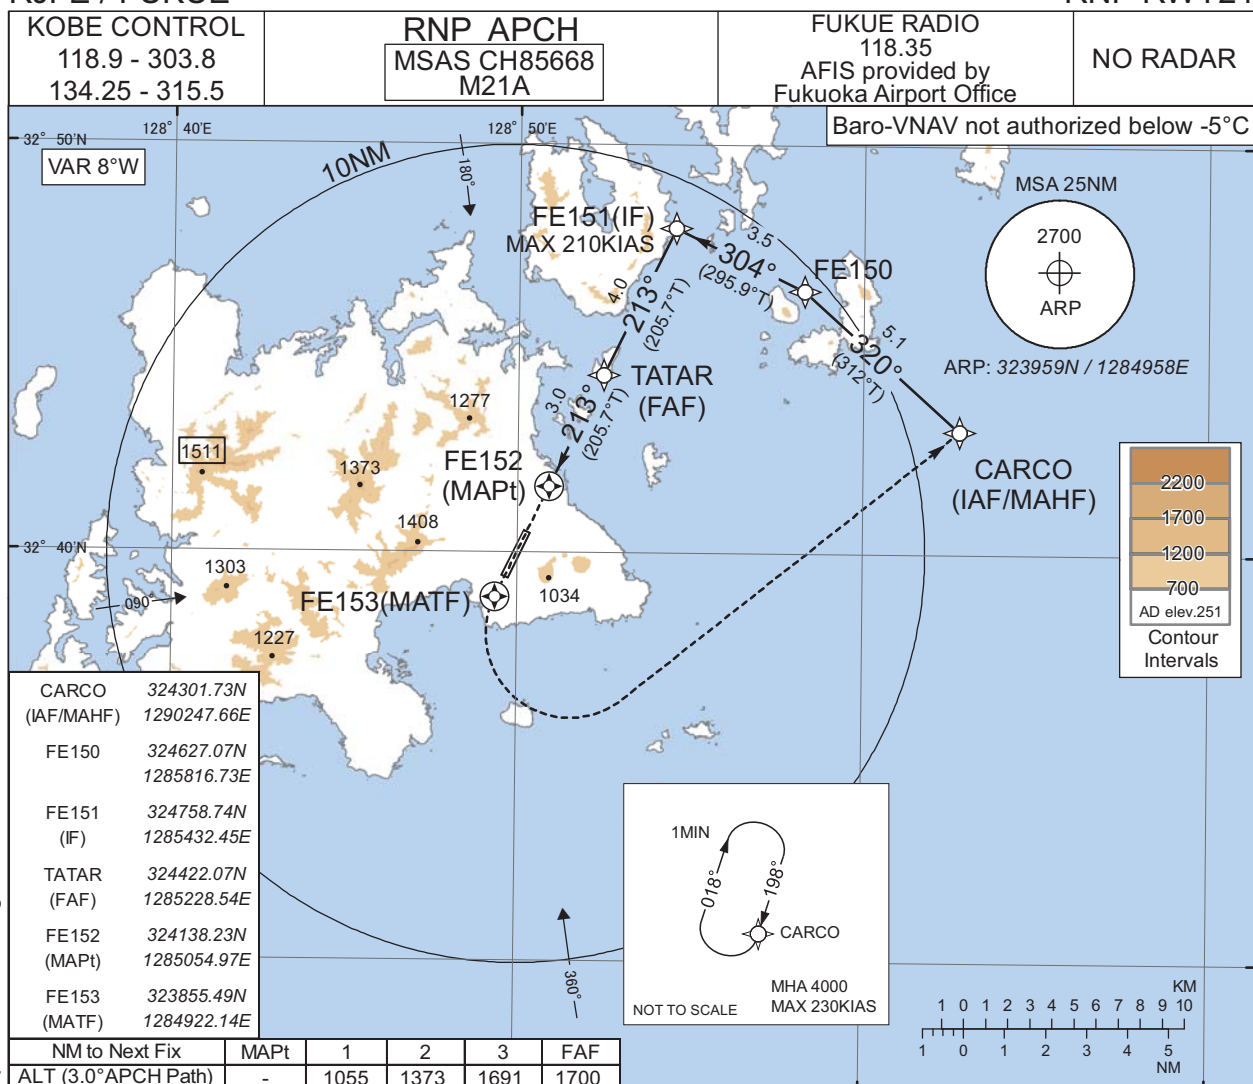 KOBE CONTROL
118.9 - 303.8
134.25 - 315.5
RNP APCH
MSAS CH85668
M21A
FUKUE RADIO
118.35
AFIS provided by
Fukuoka Airport Office
NO RADAR
Baro-VNAV not authorized below -5°C
32° 50'N
128° 40'E
128° 50'E
VAR 8°W
10NM
180°
MSA 25NM
2700
ARP
ARP: 323959N / 1284958E
FE151(IF)
MAX 210KIAS
3.5
304°
(295.9°T)
FE150
5.1
320°
(312°T)
4.0
213°
(205.7°T)
TATAR
(FAF)
3.0
213°
(205.7°T)
CARCO
(IAF/MAHF)
1277
1511
1373
FE152
(MAPt)
1408
32° 40'N
1303
090°
FE153(MATF)
1034
1227
2200
1700
1200
700
AD elev.251
Contour
Intervals
CARCO 324301.73N
(IAF/MAHF) 1290247.66E
FE150 324627.07N
1285816.73E
FE151 324758.74N
(IF) 1285432.45E
TATAR 324422.07N
(FAF) 1285228.54E
FE152 324138.23N
(MAPt) 1285054.97E
FE153 323855.49N
(MATF) 1284922.14E
360°
1MIN
018°
198°
CARCO
MHA 4000
NOT TO SCALE MAX 230KIAS
KM
1 0 1 2 3 4 5 6 7 8 9 10
1 0 1 2 3 4 5
NM
NM to Next Fix MAPt 1 2 3 FAF
ALT (3.0°APCH Path) - 1055 1373 1691 1700